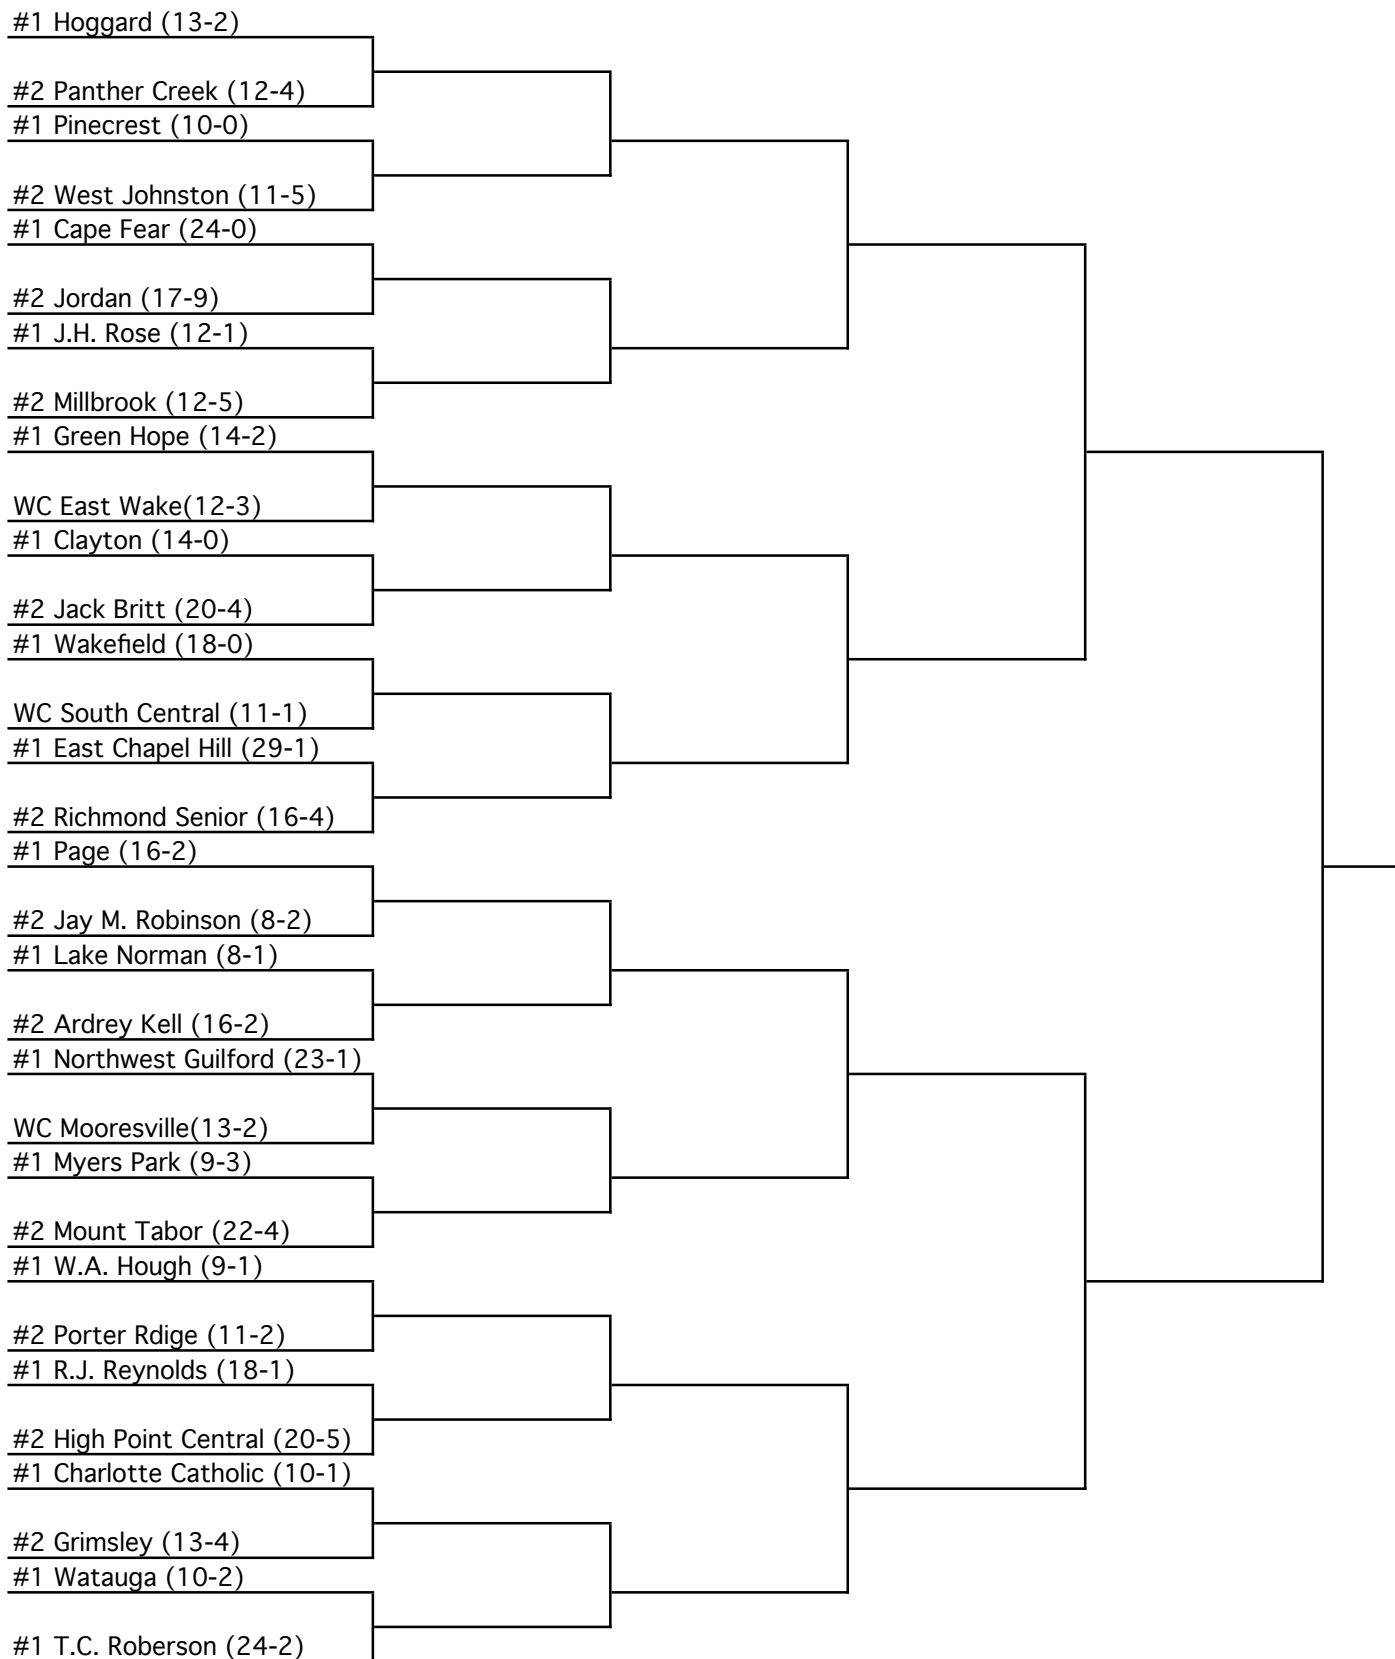 #1 Hoggard (13-2)
#2 Panther Creek (12-4)
#1 Pinecrest (10-0)
#2 West Johnston (11-5)
#1 Cape Fear (24-0)
#2 Jordan (17-9)
#1 J.H. Rose (12-1)
#2 Millbrook (12-5)
#1 Green Hope (14-2)
WC East Wake(12-3)
#1 Clayton (14-0)
#2 Jack Britt (20-4)
#1 Wakefield (18-0)
WC South Central (11-1)
#1 East Chapel Hill (29-1)
#2 Richmond Senior (16-4)
#1 Page (16-2)
#2 Jay M. Robinson (8-2)
#1 Lake Norman (8-1)
#2 Ardrey Kell (16-2)
#1 Northwest Guilford (23-1)
WC Mooresville(13-2)
#1 Myers Park (9-3)
#2 Mount Tabor (22-4)
#1 W.A. Hough (9-1)
#2 Porter Rdige (11-2)
#1 R.J. Reynolds (18-1)
#2 High Point Central (20-5)
#1 Charlotte Catholic (10-1)
#2 Grimsley (13-4)
#1 Watauga (10-2)
#1 T.C. Roberson (24-2)